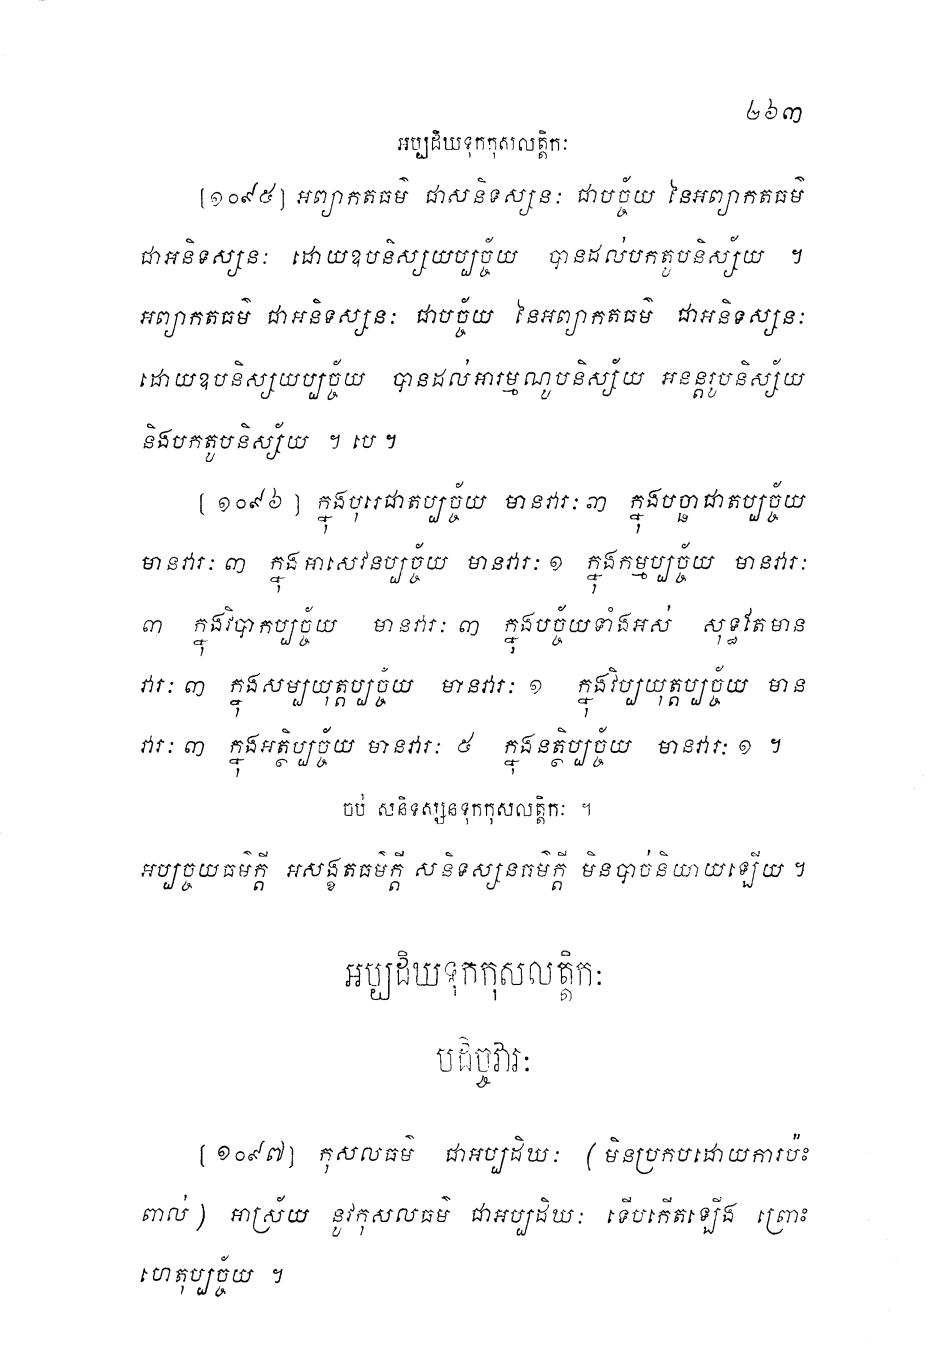 ២៦៣
អប្បដិឃទុកកុសលត្តិកៈ
[១០៩៥] អព្យាកតធម៌ ជាសនិទស្សនៈ ជាបច្ច័យ នៃអព្យាកតធម៌
ជាអនិទស្សនៈ ដោយឧបនិស្សយប្បច្ច័យ បានដល់បកតូបនិស្ស័យ ។
អព្យាកតធម៌ ជាអនិទស្សនៈ ជាបច្ច័យ នៃអព្យាកតធម៌ ជាអនិទស្សនៈ
ដោយឧបនិស្សយប្បច្ច័យ បានដល់អារម្មណូបនិស្ស័យ អនន្តរូបនិស្ស័យ
និងបកតូបនិស្ស័យ ។ បេ ។
[ ១០៩៦ ] ក្នុងបុរេជាតប្បច្ច័យ មានវារៈ ៣ ក្នុងបច្ឆាជាតប្បច្ច័យ
មានវារៈ ៣ ក្នុងអាសេវនប្បច្ច័យ មានវារៈ ១ ក្នុងកម្មប្បច្ច័យ មានវារៈ
៣ ក្នុងវិបាកប្បច្ច័យ មានវារៈ ៣ ក្នុងបច្ច័យទាំងអស់ សុទ្ធតែមាន
វារៈ ៣ ក្នុងសម្បយុត្តប្បច្ច័យ មានវារៈ ១ ក្នុងវិប្បយុត្តប្បច្ច័យ មាន
វារៈ ៣ ក្នុងអត្ថិប្បច្ច័យ មានវារៈ ៥ ក្នុងនត្ថិប្បច្ច័យ មានវារៈ ១ ។
ចប់ សនិទស្សនទុកកុសលត្តិកៈ ។
អប្បច្ចយធម៌ក្តី អសង្ខតធម៌ក្តី សនិទស្សនធម៌ក្តី មិនបាច់និយាយឡើយ ។
អប្បដិឃទុកកុសលត្តិកៈ
បដិច្ចវារៈ
[ ១០៩៧] កុសលធម៌ ជាអប្បដិឃៈ ( មិនប្រកបដោយការប៉ះ
ពាល់ ) អាស្រ័យ នូវកុសលធម៌ ជាអប្បដិឃៈ ទើបកើតឡើង ព្រោះ
ហេតុប្បច្ច័យ ។